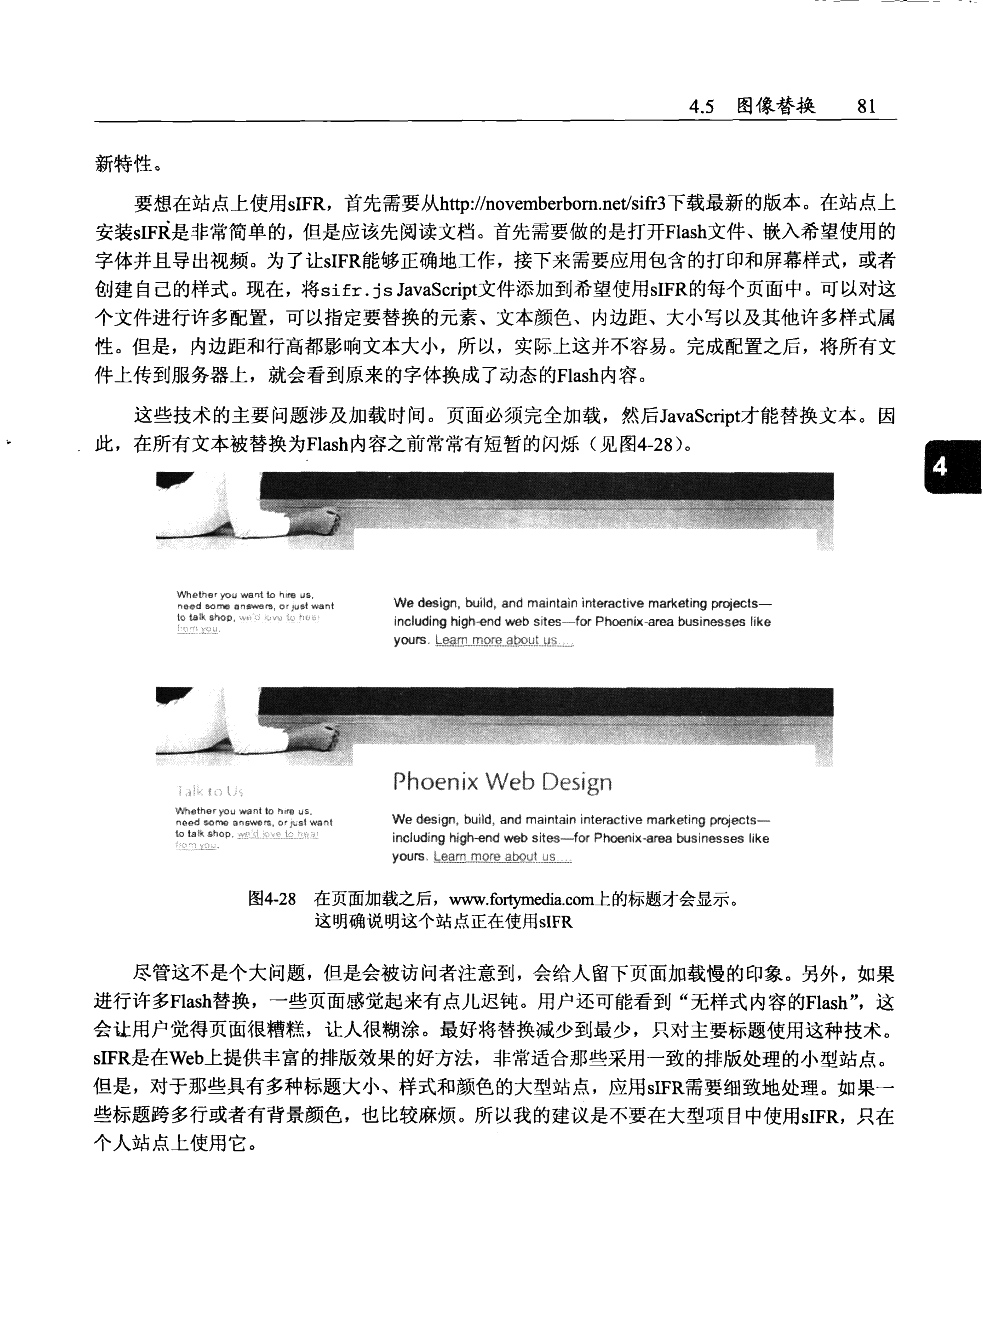 4.5 图像替换 81
新特性。
要想在站点上使用sIFR，首先需要从http://novemberborn.net/sifr3下载最新的版本。在站点上
安装sIFR是非常简单的，但是应该先阅读文档。首先需要做的是打开Flash文件、嵌入希望使用的
字体并且导出视频。为了让sIFR能够正确地工作，接下来需要应用包含的打印和屏幕样式，或者
创建自己的样式。现在，将sifr.js JavaScript文件添加到希望使用sIFR的每个页面中。可以对这
个文件进行许多配置，可以指定要替换的元素、文本颜色、内边距、大小写以及其他许多样式属
性。但是，内边距和行高都影响文本大小，所以，实际上这并不容易。完成配置之后，将所有文
件上传到服务器上，就会看到原来的字体换成了动态的Flash内容。
这些技术的主要问题涉及加载时间。页面必须完全加载，然后JavaScript才能替换文本。因
此，在所有文本被替换为Flash内容之前常常有短暂的闪烁（见图4-28）。
4
Whether you want to hire us,
need some answers, or just want
to talk shop, we'd love to hear
from you.
We design, build, and maintain interactive marketing projects—
including high-end web sites—for Phoenix-area businesses like
yours. Learn more about us....
Talk to Us
Whether you want to hire us,
need some answers, or just want
to talk shop, we'd love to hear
from you.
Phoenix Web Design
We design, build, and maintain interactive marketing projects—
including high-end web sites—for Phoenix-area businesses like
yours. Learn more about us....
图4-28 在页面加载之后，www.fortymedia.com上的标题才会显示。
这明确说明这个站点正在使用sIFR
尽管这不是个大问题，但是会被访问者注意到，会给人留下页面加载慢的印象。另外，如果
进行许多Flash替换，一些页面感觉起来有点儿迟钝。用户还可能看到“无样式内容的Flash”，这
会让用户觉得页面很糟糕，让人很糊涂。最好将替换减少到最少，只对主要标题使用这种技术。
sIFR是在Web上提供丰富的排版效果的好方法，非常适合那些采用一致的排版处理的小型站点。
但是，对于那些具有多种标题大小、样式和颜色的大型站点，应用sIFR需要细致地处理。如果一
些标题跨多行或者有背景颜色，也比较麻烦。所以我的建议是不要在大型项目中使用sIFR，只在
个人站点上使用它。